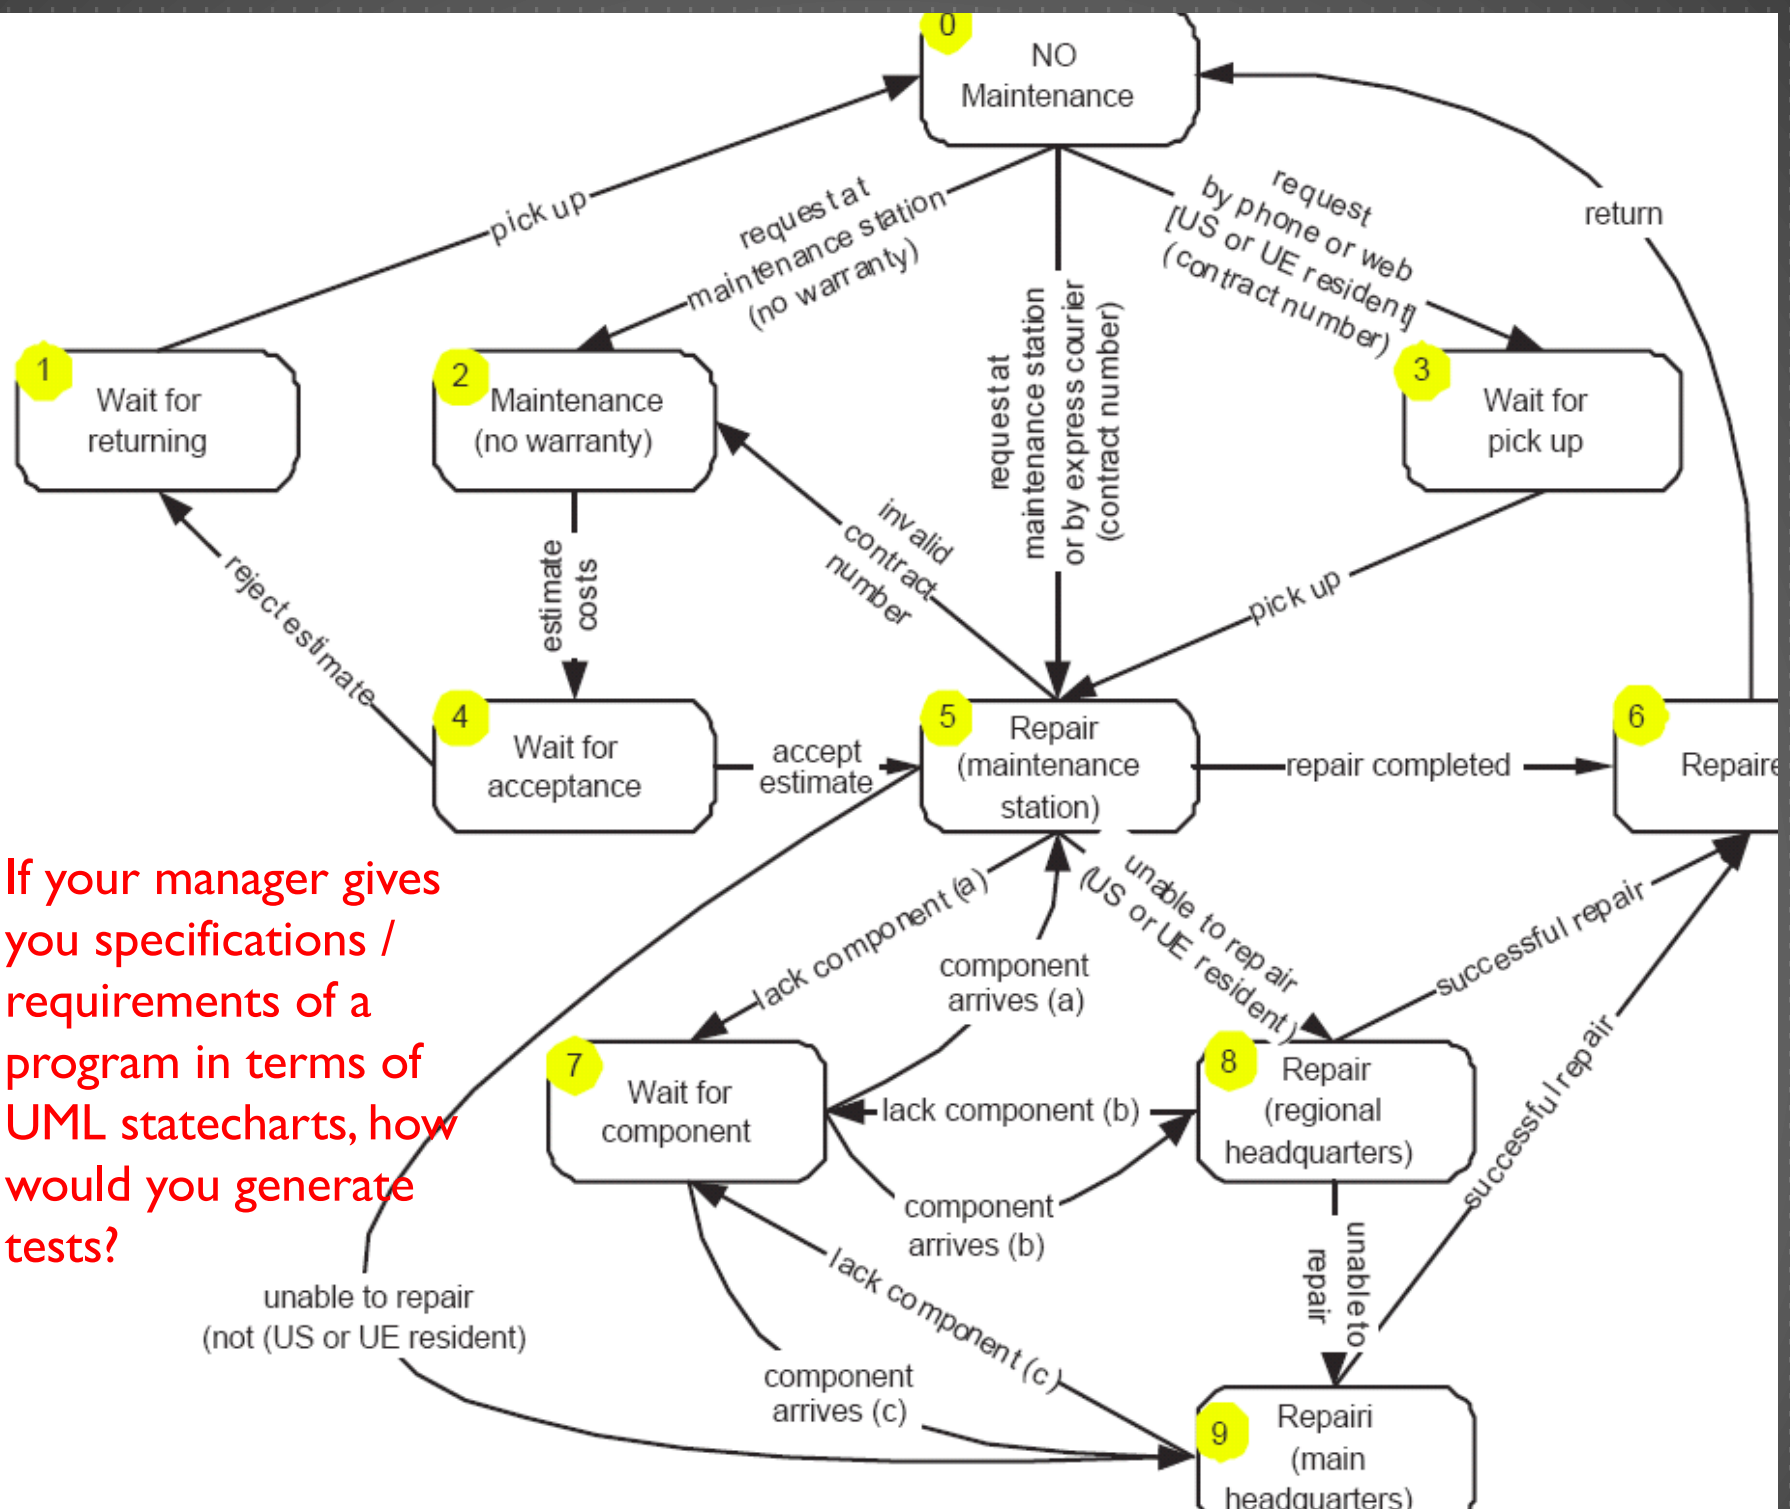 0
NO
Maintenance
pick up
request at
maintenance station
(no warranty)
request at
maintenance station
or by express courier
(contract number)
request
by phone or web
[US or UE resident]
(contract number)
return
1
Wait for
returning
2
Maintenance
(no warranty)
3
Wait for
pick up
reject estimate
estimate
costs
invalid
contract
number
pick up
4
Wait for
acceptance
accept
estimate
5
Repair
(maintenance
station)
repair completed
6
Repaire
If your manager gives
you specifications /
requirements of a
program in terms of
UML statecharts, how
would you generate
tests?
lack component (a)
component
arrives (a)
unable to repair
(US or UE resident)
successful repair
successful repair
7
Wait for
component
lack component (b)
component
arrives (b)
8
Repair
(regional
headquarters)
unable to
repair
lack component (c)
unable to repair
(not (US or UE resident)
component
arrives (c)
9
Repairi
(main
headquarters)